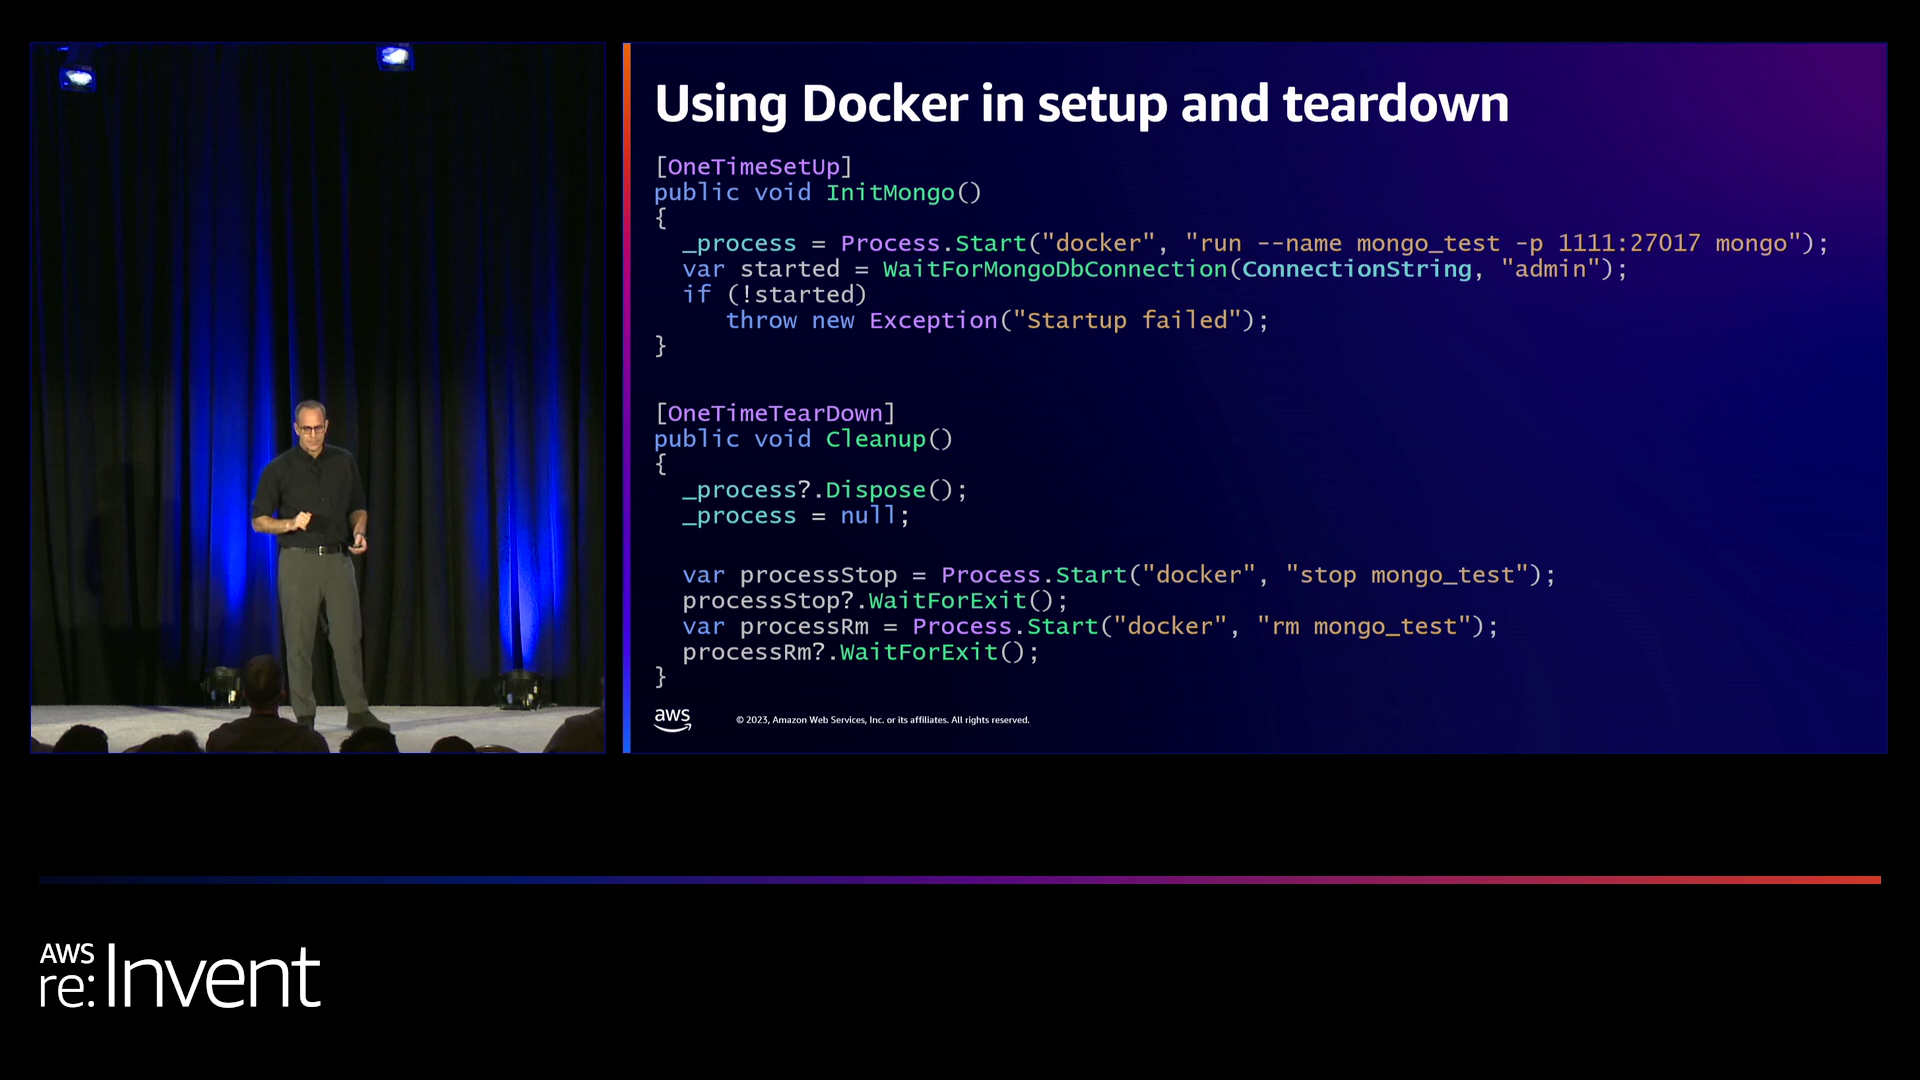 Using Docker in setup and teardown
[OneTimeSetUp]
public void InitMongo()
{
_process = Process.Start("docker", "run --name mongo_test -p 1111:27017 mongo");
var started = WaitForMongoDbConnection(ConnectionString, "admin");
if (!started)
throw new Exception("Startup failed");
}
[OneTimeTearDown]
public void Cleanup()
{
_process?.Dispose();
_process = null;
var processStop = Process.Start("docker", "stop mongo_test");
processStop?.WaitForExit();
var processRm = Process.Start("docker", "rm mongo_test");
processRm?.WaitForExit();
}
aws
© 2023, Amazon Web Services, Inc. or its affiliates. All rights reserved.
AWS
re:Invent